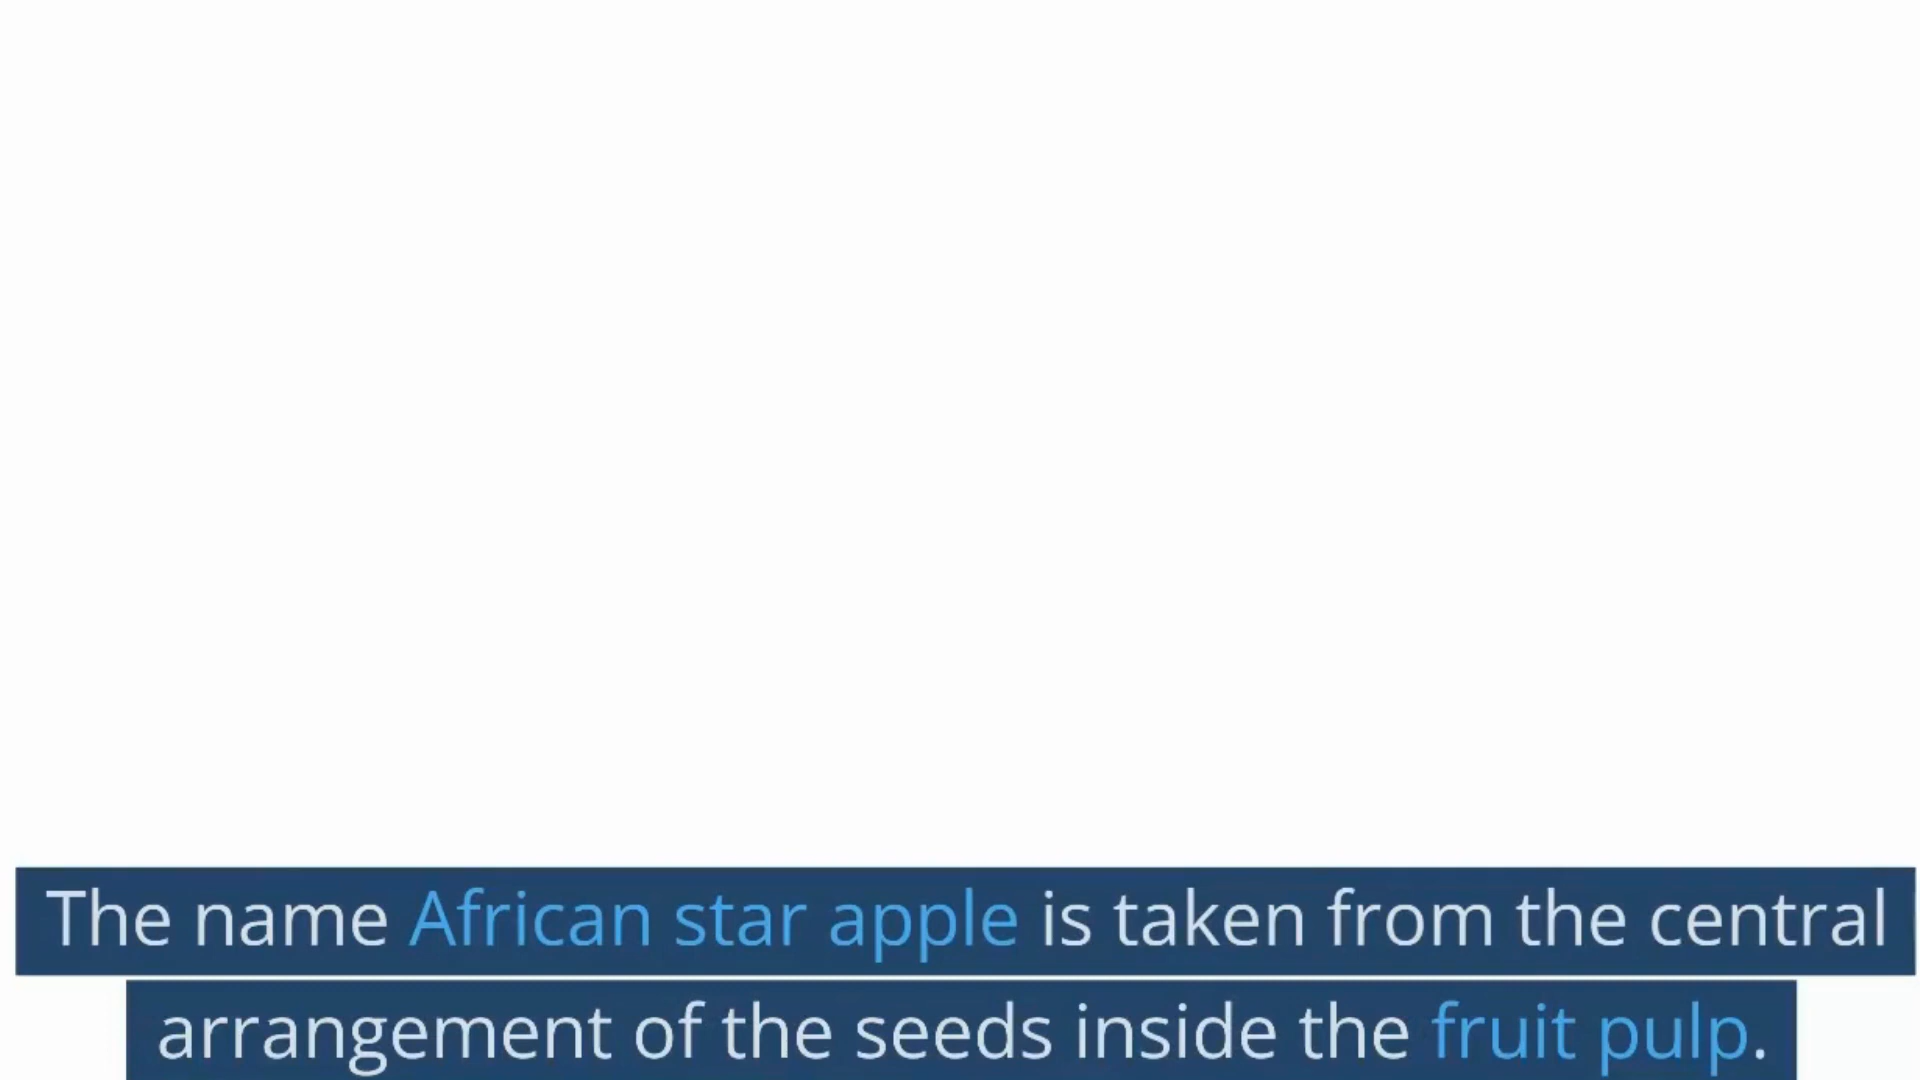 The name African star apple is taken from the central
arrangement of the seeds inside the fruit pulp.